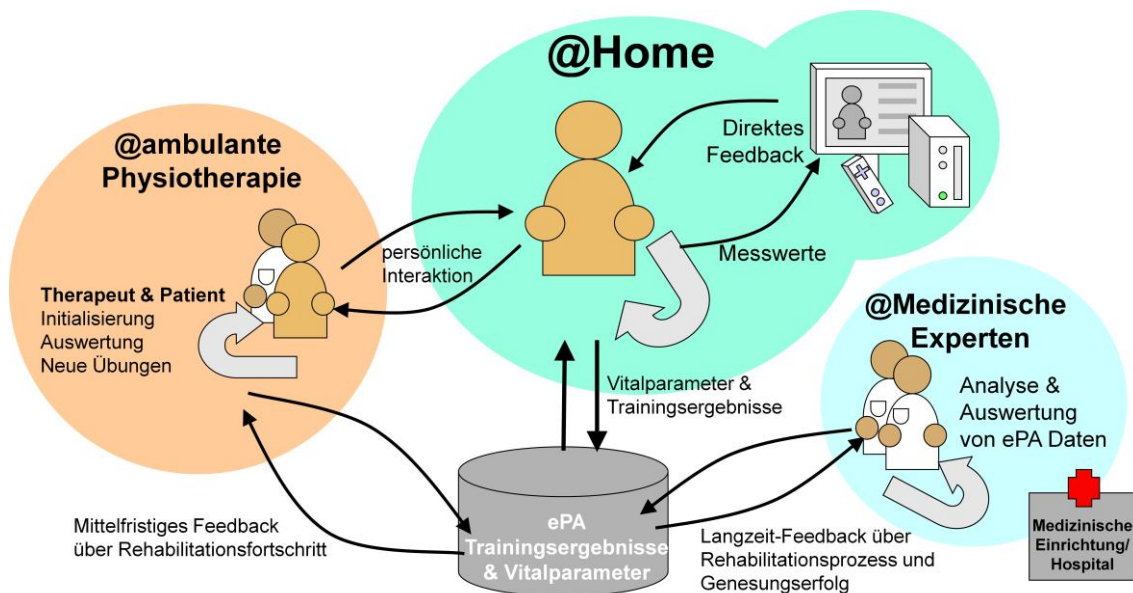 @Home
Direktes
Feedback
Messwerte
@ambulante
Physiotherapie
persönliche
Interaktion
Therapeut & Patient
Initialisierung
Auswertung
Neue Übungen
@Medizinische
Experten
Analyse &
Auswertung
von ePA Daten
Vitalparameter &
Trainingsergebnisse
Mittelfristiges Feedback
über Rehabilitationsfortschritt
ePA
Trainingsergebnisse
& Vitalparameter
Langzeit-Feedback über
Rehabilitationsprozess und
Genesungserfolg
Medizinische
Einrichtung/
Hospital